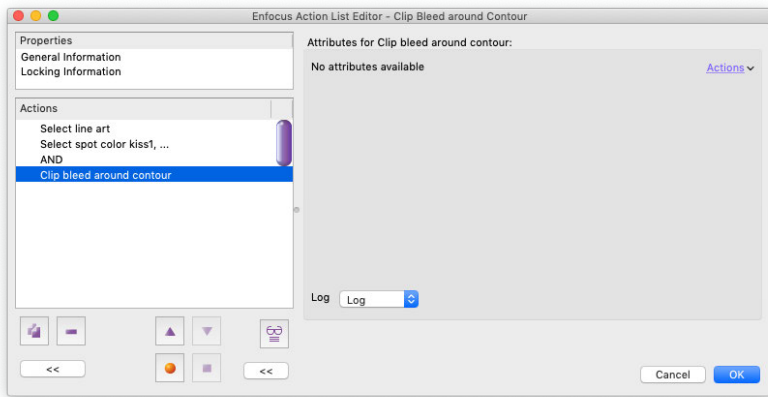 Enfocus Action List Editor - Clip Bleed around Contour
Properties
General Information
Locking Information
Actions
Select line art
Select spot color kiss1, ...
AND
Clip bleed around contour
<<
<<
Attributes for Clip bleed around contour:
No attributes available
Actions
Log
Log
Cancel
OK